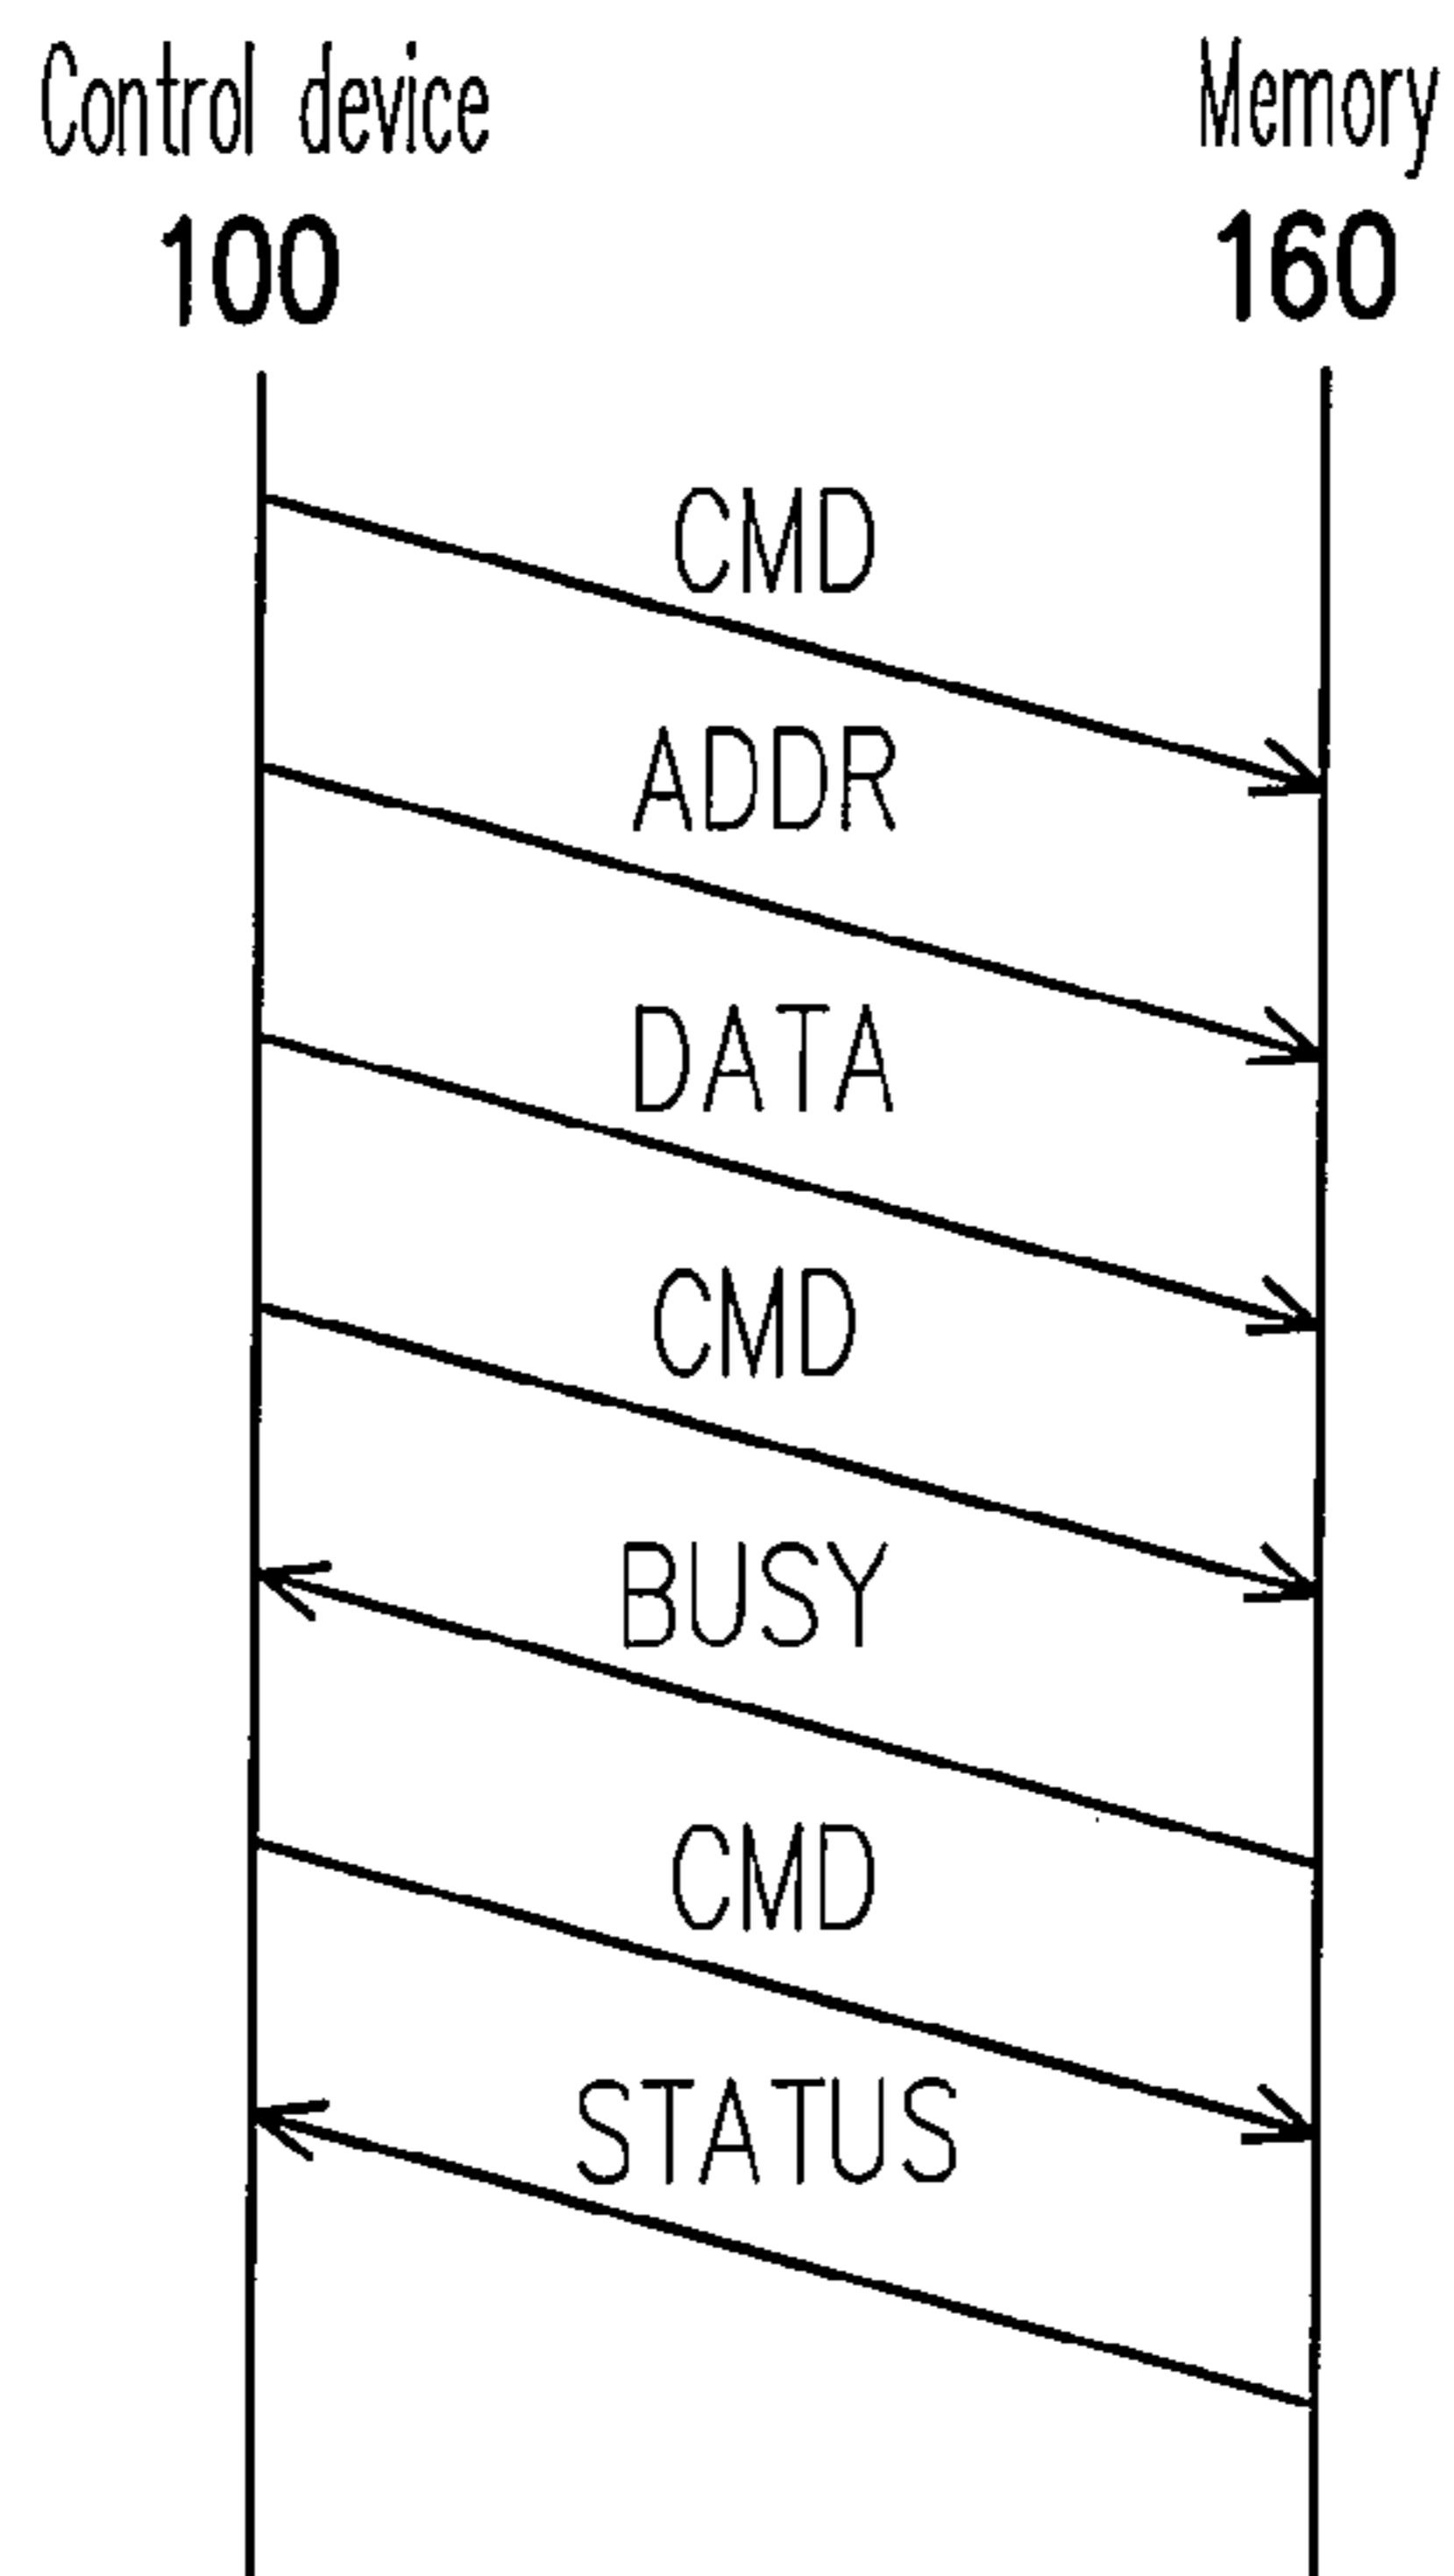 Control device Memory
100 160
CMD
ADDR
DATA
CMD
BUSY
CMD
STATUS